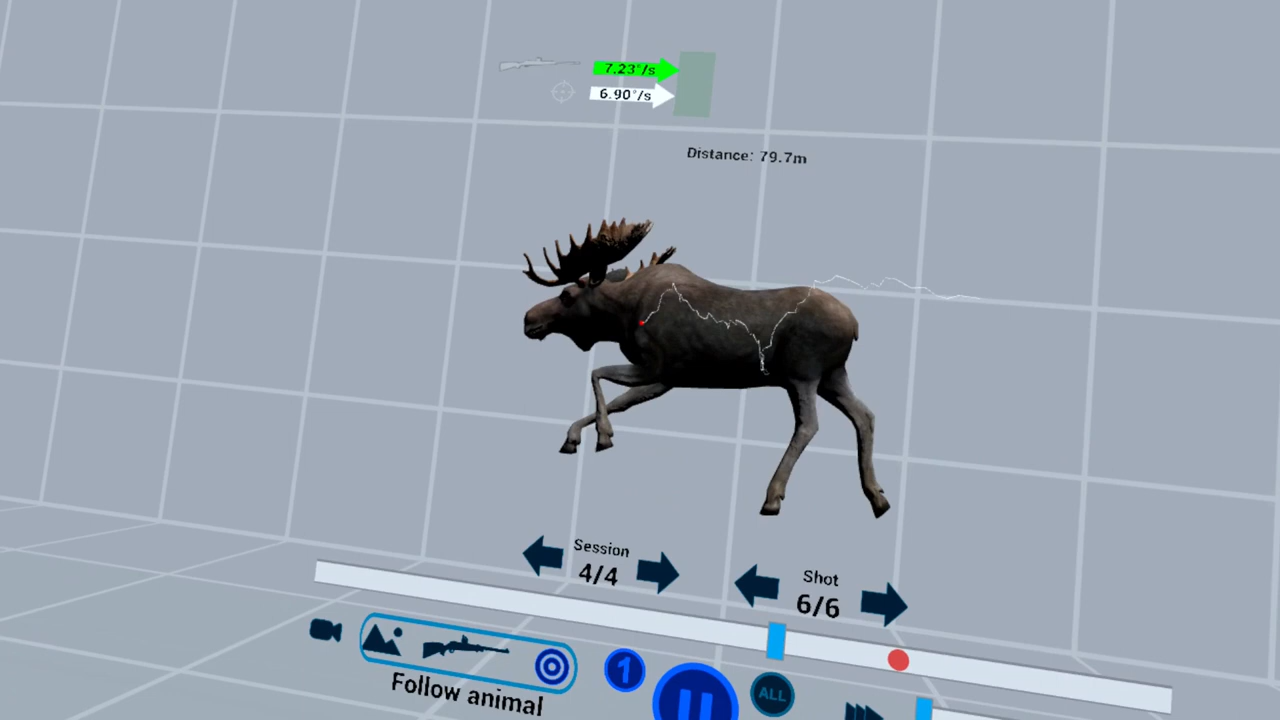 7.23°/s
6.90°/s
Distance: 79.7m
Session
4/4
Shot
6/6
1
ALL
Follow animal